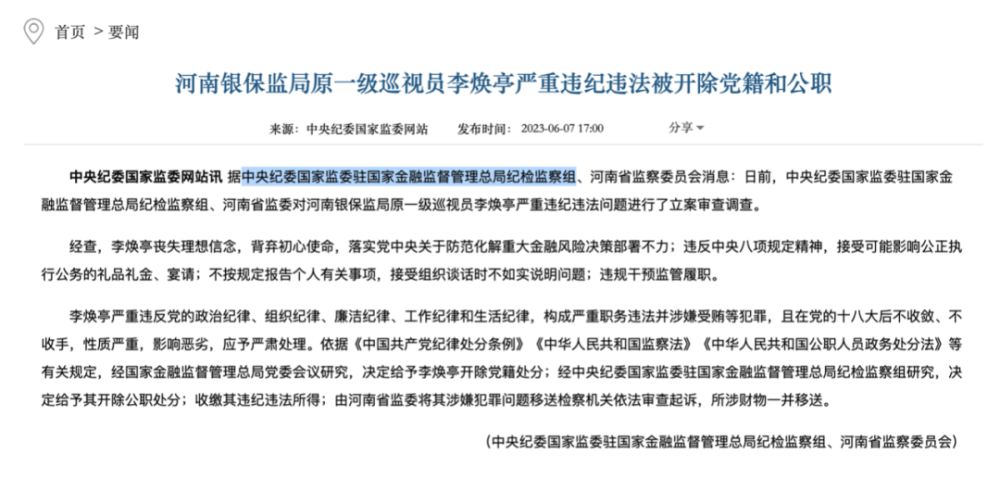 首页 > 要闻
河南银保监局原一级巡视员李焕亭严重违纪违法被开除党籍和公职
来源：中央纪委国家监委网站 发布时间：2023-06-07 17:00 分享
中央纪委国家监委网站讯 据中央纪委国家监委驻国家金融监督管理总局纪检监察组、河南省监察委员会消息：日前，中央纪委国家监委驻国家金
融监督管理总局纪检监察组、河南省监委对河南银保监局原一级巡视员李焕亭严重违纪违法问题进行了立案审查调查。
经查，李焕亭丧失理想信念，背弃初心使命，落实党中央关于防范化解重大金融风险决策部署不力；违反中央八项规定精神，接受可能影响公正执
行公务的礼品礼金、宴请；不按规定报告个人有关事项，接受组织谈话时不如实说明问题；违规干预监管履职。
李焕亭严重违反党的政治纪律、组织纪律、廉洁纪律、工作纪律和生活纪律，构成严重职务违法并涉嫌受贿等犯罪，且在党的十八大后不收敛、不
收手，性质严重，影响恶劣，应予严肃处理。依据《中国共产党纪律处分条例》《中华人民共和国监察法》《中华人民共和国公职人员政务处分法》等
有关规定，经国家金融监督管理总局党委会议研究，决定给予李焕亭开除党籍处分；经中央纪委国家监委驻国家金融监督管理总局纪检监察组研究，决
定给予其开除公职处分；收缴其违纪违法所得；由河南省监委将其涉嫌犯罪问题移送检察机关依法审查起诉，所涉财物一并移送。
（中央纪委国家监委驻国家金融监督管理总局纪检监察组、河南省监察委员会）